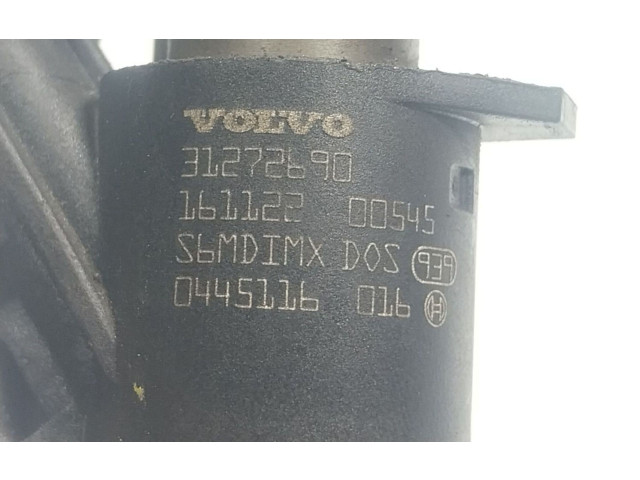 VOLVO
31272690
161122 00545
S6MDIMX DOS 939
0445116 016 H